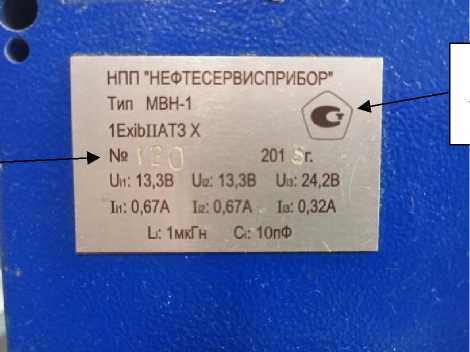 НПП "НЕФТЕСЕРВИСПРИБОР"
Тип МВН-1
1ExibIIAT3 X
№ 120 201 г.
Ui1: 13,3В Ui2: 13,3В Ui3: 24,2В
Ii1: 0,67А Ii2: 0,67А Ii3: 0,32А
Li: 1мкГн Ci: 10пФ